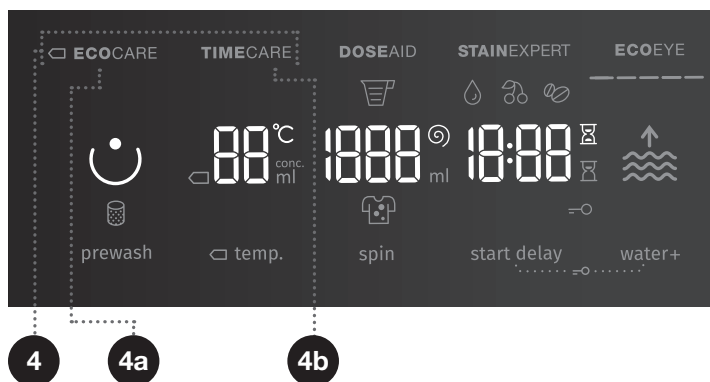 ECOCARE TIMECARE DOSEAID STAINEXPERT ECOEYE
88 °C conc. ml 1888 ml 18:88
prewash temp. spin start delay water+
4 4a 4b